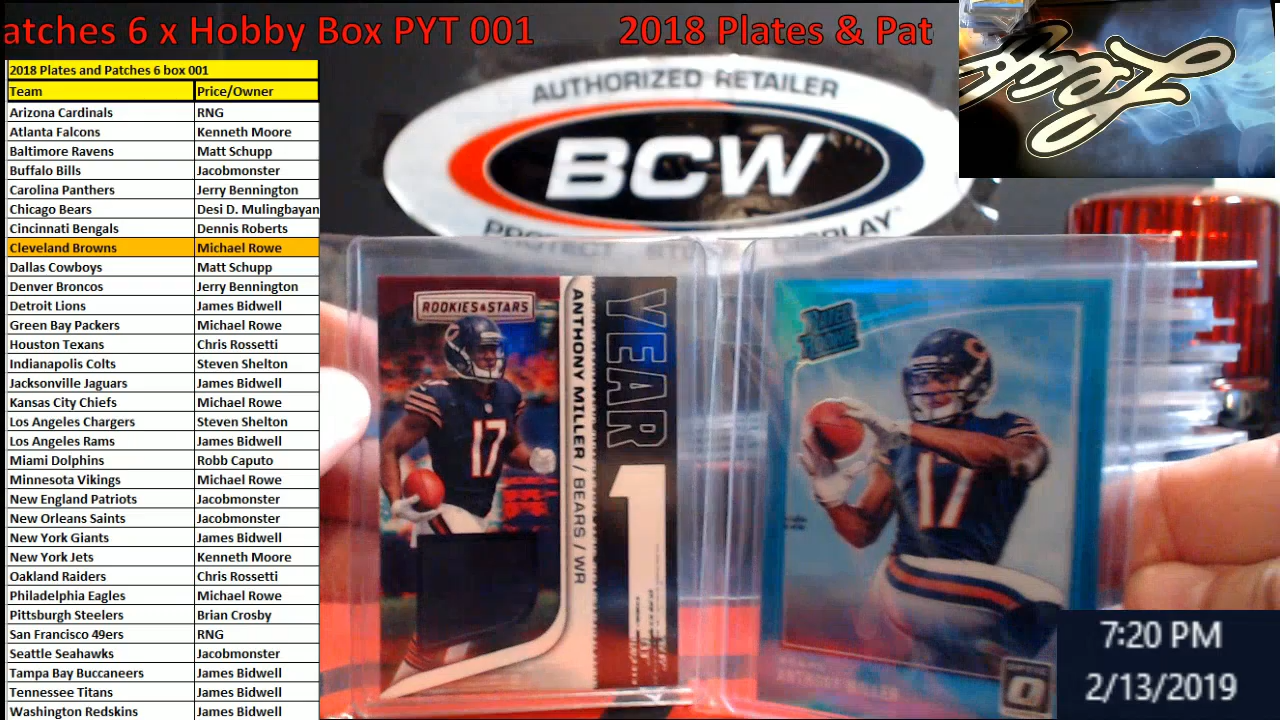 atches 6 x Hobby Box PYT 001 2018 Plates & Pat
2018 Plates and Patches 6 box 001
Team Price/Owner
Arizona Cardinals RNG
Atlanta Falcons Kenneth Moore
Baltimore Ravens Matt Schupp
Buffalo Bills Jacobmonster
Carolina Panthers Jerry Bennington
Chicago Bears Desi D. Mulingbayan
Cincinnati Bengals Dennis Roberts
Cleveland Browns Michael Rowe
Dallas Cowboys Matt Schupp
Denver Broncos Jerry Bennington
Detroit Lions James Bidwell
Green Bay Packers Michael Rowe
Houston Texans Chris Rossetti
Indianapolis Colts Steven Shelton
Jacksonville Jaguars James Bidwell
Kansas City Chiefs Michael Rowe
Los Angeles Chargers Steven Shelton
Los Angeles Rams James Bidwell
Miami Dolphins Robb Caputo
Minnesota Vikings Michael Rowe
New England Patriots Jacobmonster
New Orleans Saints Jacobmonster
New York Giants James Bidwell
New York Jets Kenneth Moore
Oakland Raiders Chris Rossetti
Philadelphia Eagles Michael Rowe
Pittsburgh Steelers Brian Crosby
San Francisco 49ers RNG
Seattle Seahawks Jacobmonster
Tampa Bay Buccaneers James Bidwell
Tennessee Titans James Bidwell
Washington Redskins James Bidwell
AUTHORIZED RETAILER
BCW
ROOKIES & STARS
17
ANTHONY MILLER / BEARS / WR
YEAR
1
RATED
ROOKIE
17
ANTHONY MILLER
OPTIC
7:20 PM
2/13/2019